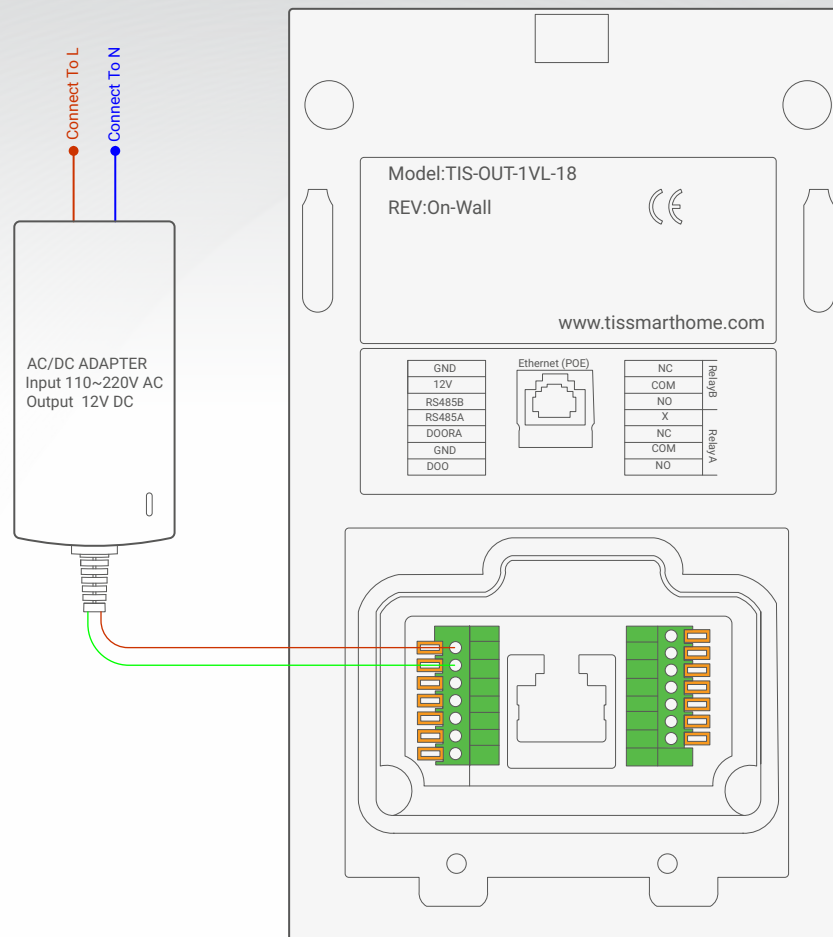 Connect To L
Connect To N
AC/DC ADAPTER
Input 110~220V AC
Output 12V DC
Model:TIS-OUT-1VL-18
REV:On-Wall
CE
www.tissmarthome.com
GND
12V
RS485B
RS485A
DOORA
GND
DOO
Ethernet (POE)
NC
COM
NO
X
NC
COM
NO
RelayB
RelayA